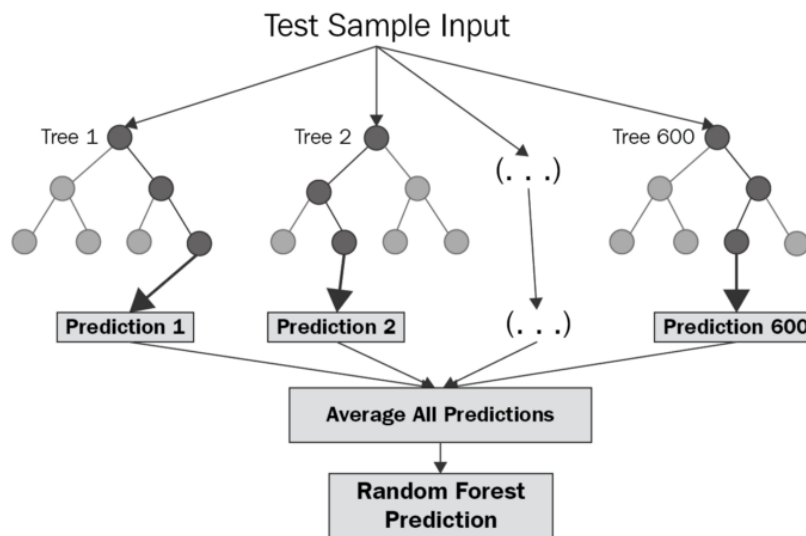 Test Sample Input
Tree 1
Tree 2
(. . .)
Tree 600
Prediction 1
Prediction 2
(. . .)
Prediction 600
Average All Predictions
Random Forest
Prediction